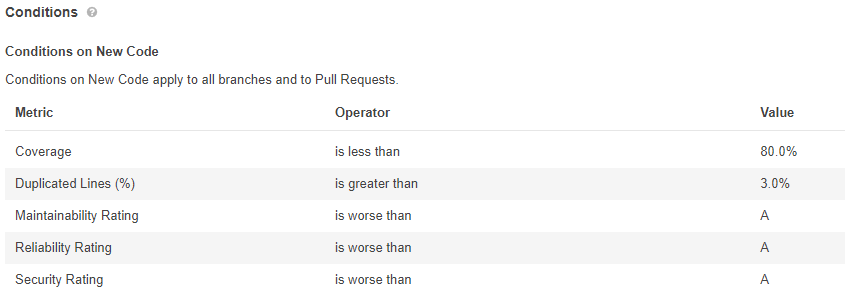 Conditions ?
Conditions on New Code
Conditions on New Code apply to all branches and to Pull Requests.
Metric Operator Value
Coverage is less than 80.0%
Duplicated Lines (%) is greater than 3.0%
Maintainability Rating is worse than A
Reliability Rating is worse than A
Security Rating is worse than A